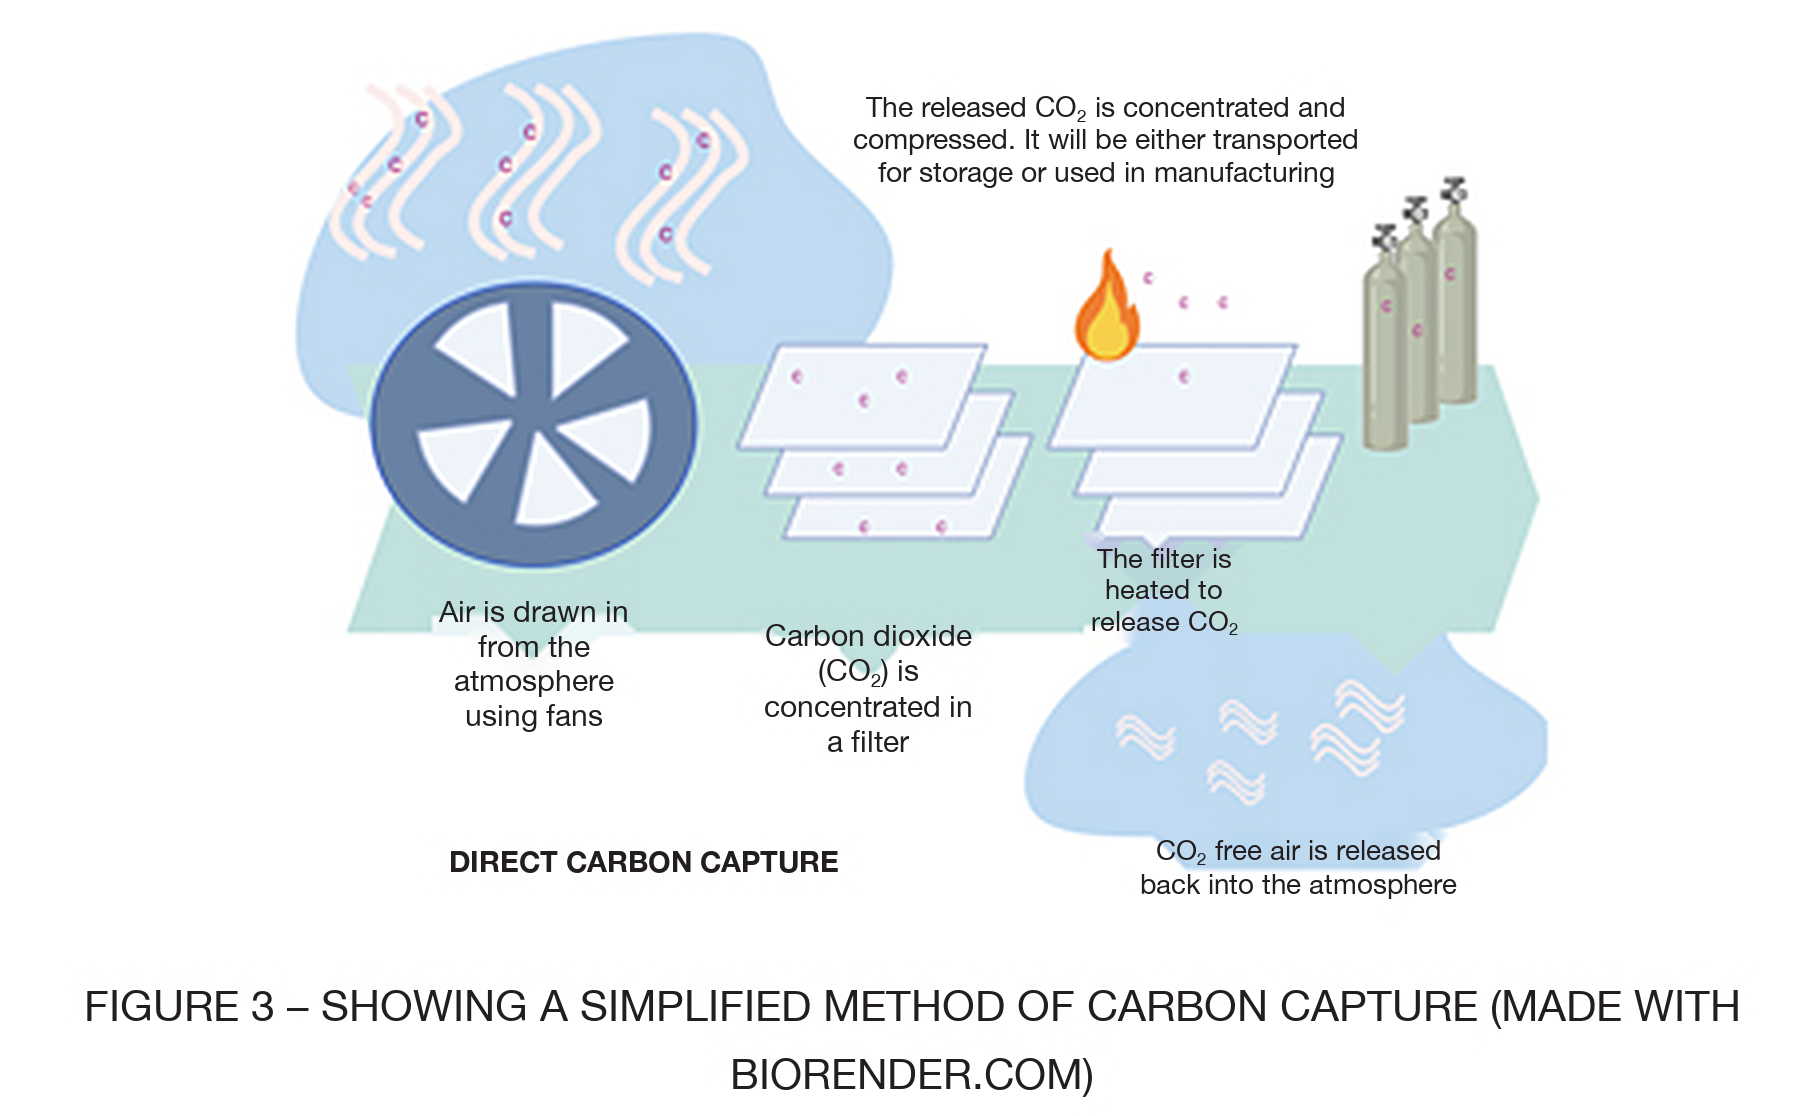 The released CO₂ is concentrated and
compressed. It will be either transported
for storage or used in manufacturing
Air is drawn in
from the
atmosphere
using fans
Carbon dioxide
(CO₂) is
concentrated in
a filter
The filter is
heated to
release CO₂
CO₂ free air is released
back into the atmosphere
DIRECT CARBON CAPTURE
FIGURE 3 – SHOWING A SIMPLIFIED METHOD OF CARBON CAPTURE (MADE WITH
BIORENDER.COM)